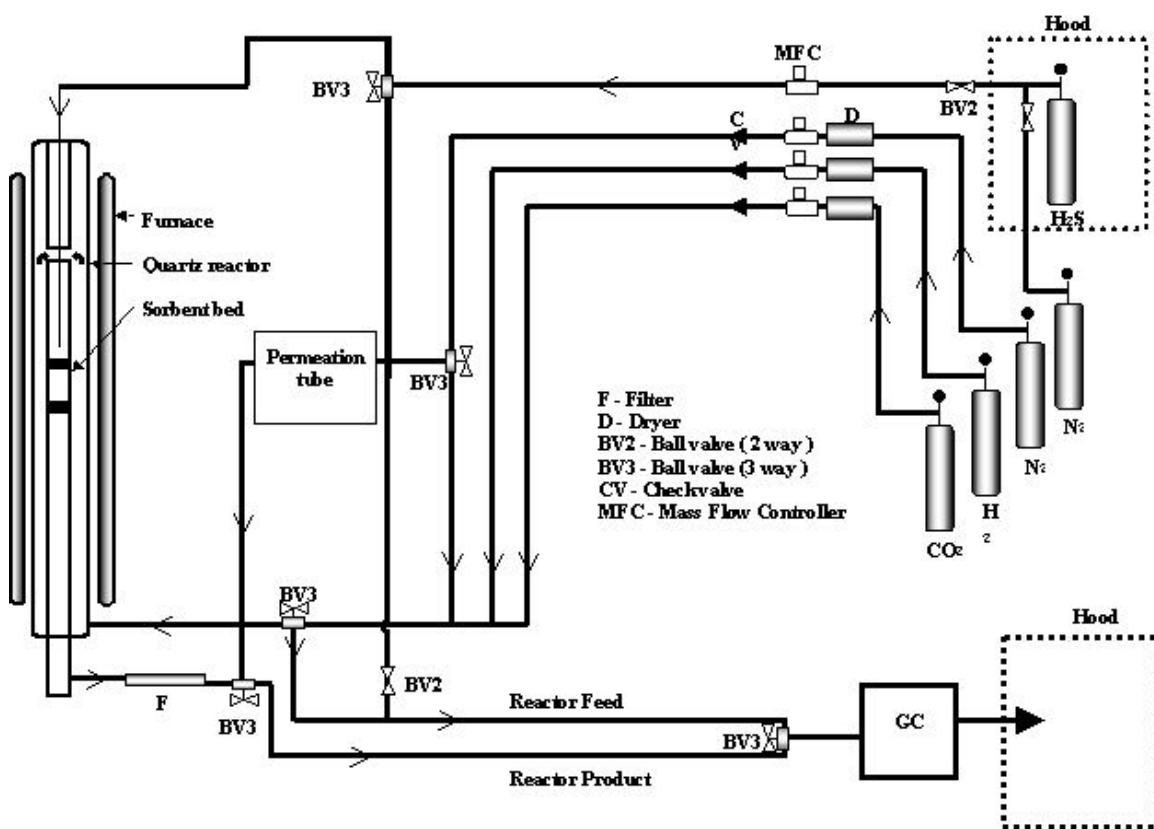 Hood
MFC
BV3
BV2
C
V
D
H2S
Furnace
Quartz reactor
Sorbent bed
Permeation
tube
BV3
F - Filter
D - Dryer
BV2 - Ball valve ( 2 way )
BV3 - Ball valve (3 way )
CV - Checkvalve
MFC - Mass Flow Controller
N2
N2
H
2
CO2
BV3
Hood
F
BV3
BV2
Reactor Feed
BV3
GC
Reactor Product